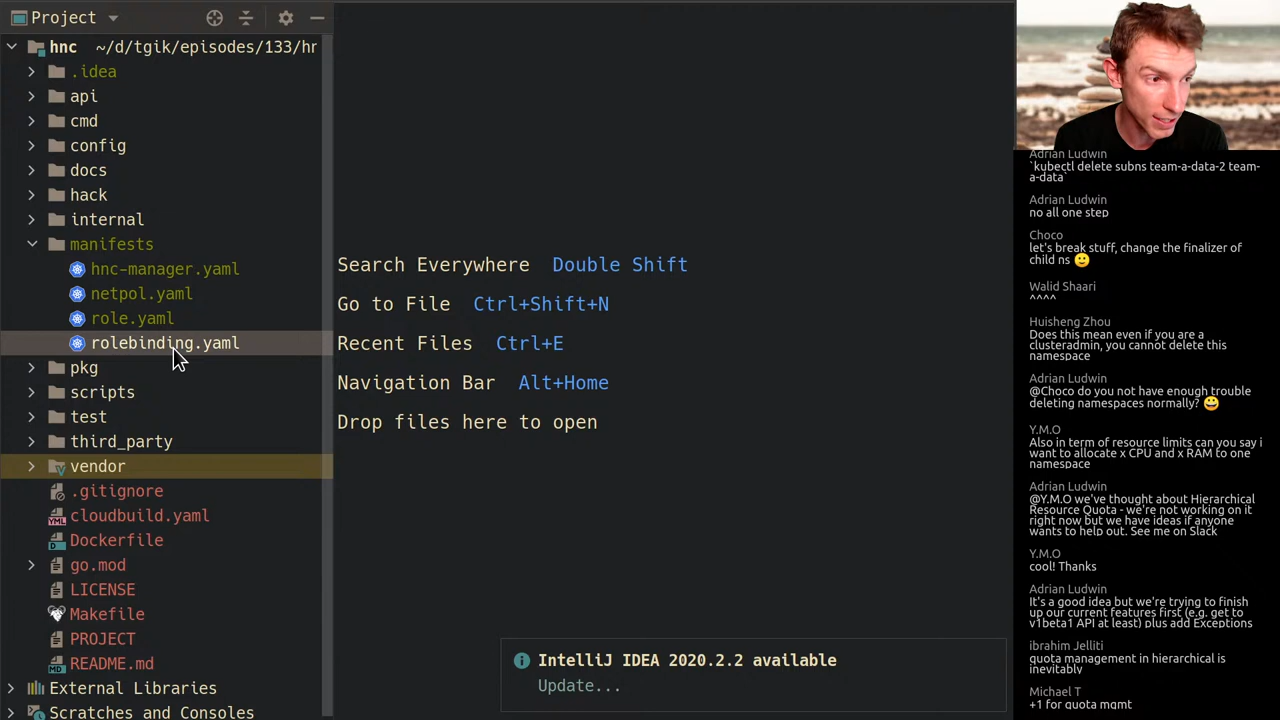 Project
hnc ~/d/tgik/episodes/133/hr
.idea
api
cmd
config
docs
hack
internal
manifests
hnc-manager.yaml
netpol.yaml
role.yaml
rolebinding.yaml
pkg
scripts
test
third_party
vendor
.gitignore
cloudbuild.yaml
Dockerfile
go.mod
LICENSE
Makefile
PROJECT
README.md
External Libraries
Scratches and Consoles
Search Everywhere Double Shift
Go to File Ctrl+Shift+N
Recent Files Ctrl+E
Navigation Bar Alt+Home
Drop files here to open
IntelliJ IDEA 2020.2.2 available
Update...
Adrian Ludwin
`kubectl delete subns team-a-data-2 team-
a-data`
Adrian Ludwin
no all one step
Choco
let's break stuff, change the finalizer of
child ns 🙂
Walid Shaari
^^^^
Huisheng Zhou
Does this mean even if you are a
clusteradmin, you cannot delete this
namespace
Adrian Ludwin
@Choco do you not have enough trouble
deleting namespaces normally? 😀
Y.M.O
Also in term of resource limits can you say i
want to allocate x CPU and x RAM to one
namespace
Adrian Ludwin
@Y.M.O we've thought about Hierarchical
Resource Quota - we're not working on it
right now but we have ideas if anyone
wants to help out. See me on Slack
Y.M.O
cool! Thanks
Adrian Ludwin
It's a good idea but we're trying to finish
up our current features first (e.g. get to
v1beta1 API at least) plus add Exceptions
ibrahim Jelliti
quota management in hierarchical is
inevitably
Michael T
+1 for quota mgmt